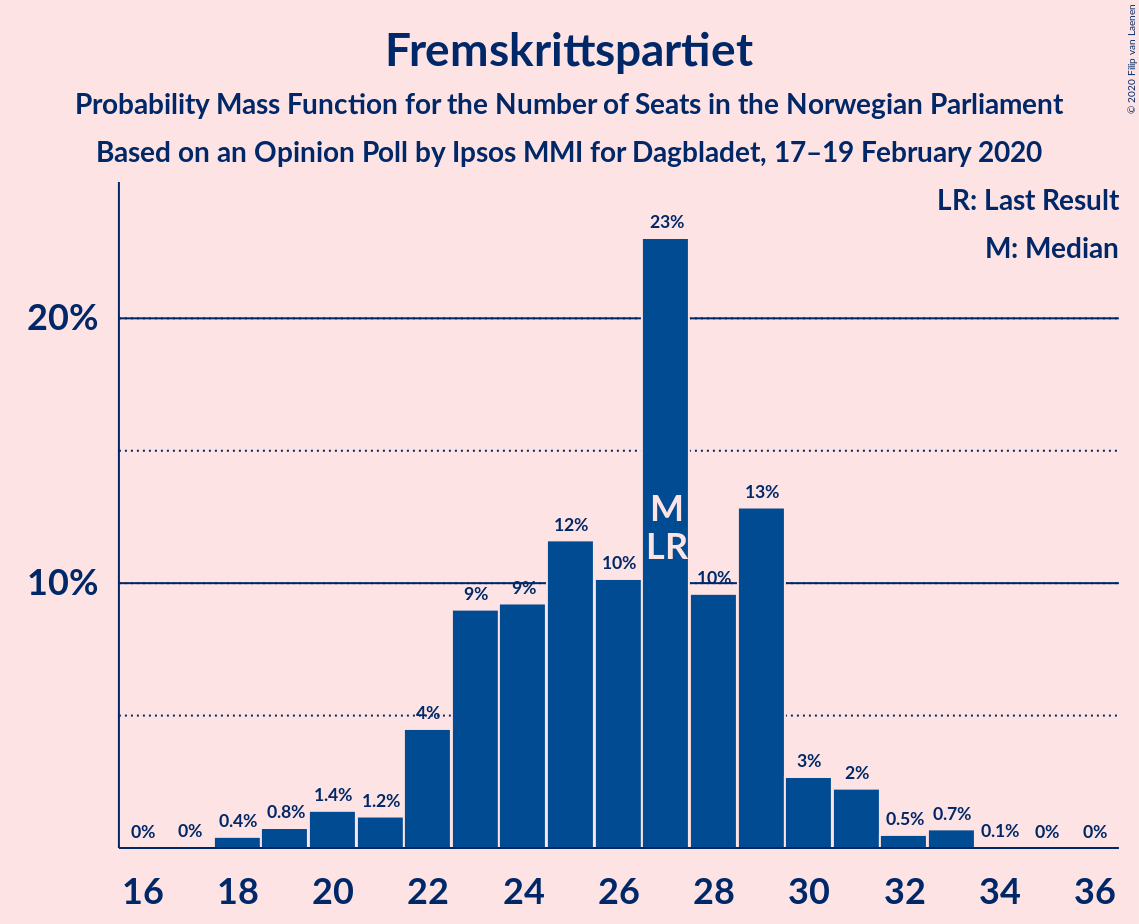 Fremskrittspartiet
Probability Mass Function for the Number of Seats in the Norwegian Parliament
Based on an Opinion Poll by Ipsos MMI for Dagbladet, 17–19 February 2020
© 2020 Filip van Laenen
LR: Last Result
M: Median
20%
10%
0%
0%
0.4%
0.8%
1.4%
1.2%
4%
9%
9%
12%
10%
23%
M
LR
10%
13%
3%
2%
0.5%
0.7%
0.1%
0%
0%
16 18 20 22 24 26 28 30 32 34 36